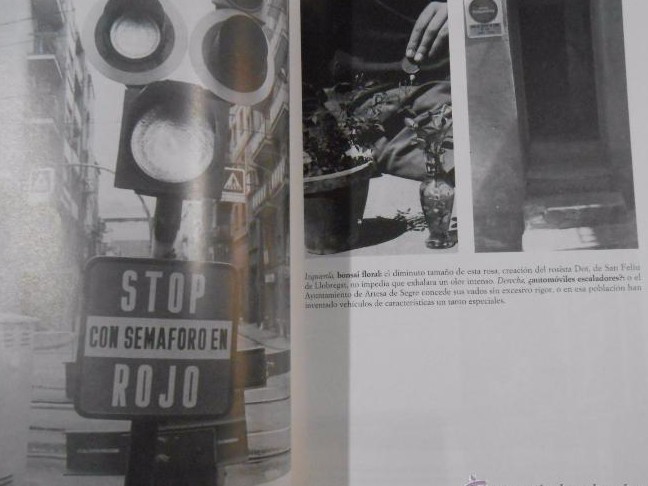 STOP
CON SEMAFORO EN
ROJO
Izquierda, bonsai floral: el diminuto tamaño de esta rosa, creación del rosista Dot, de San Feliu
de Llobregat, no impedía que exhalara un olor intenso. Derecha, ¿automóviles escaladores?: o el
Ayuntamiento de Artesa de Segre concede sus vados sin excesivo rigor, o en esa población han
inventado vehículos de características un tanto especiales.